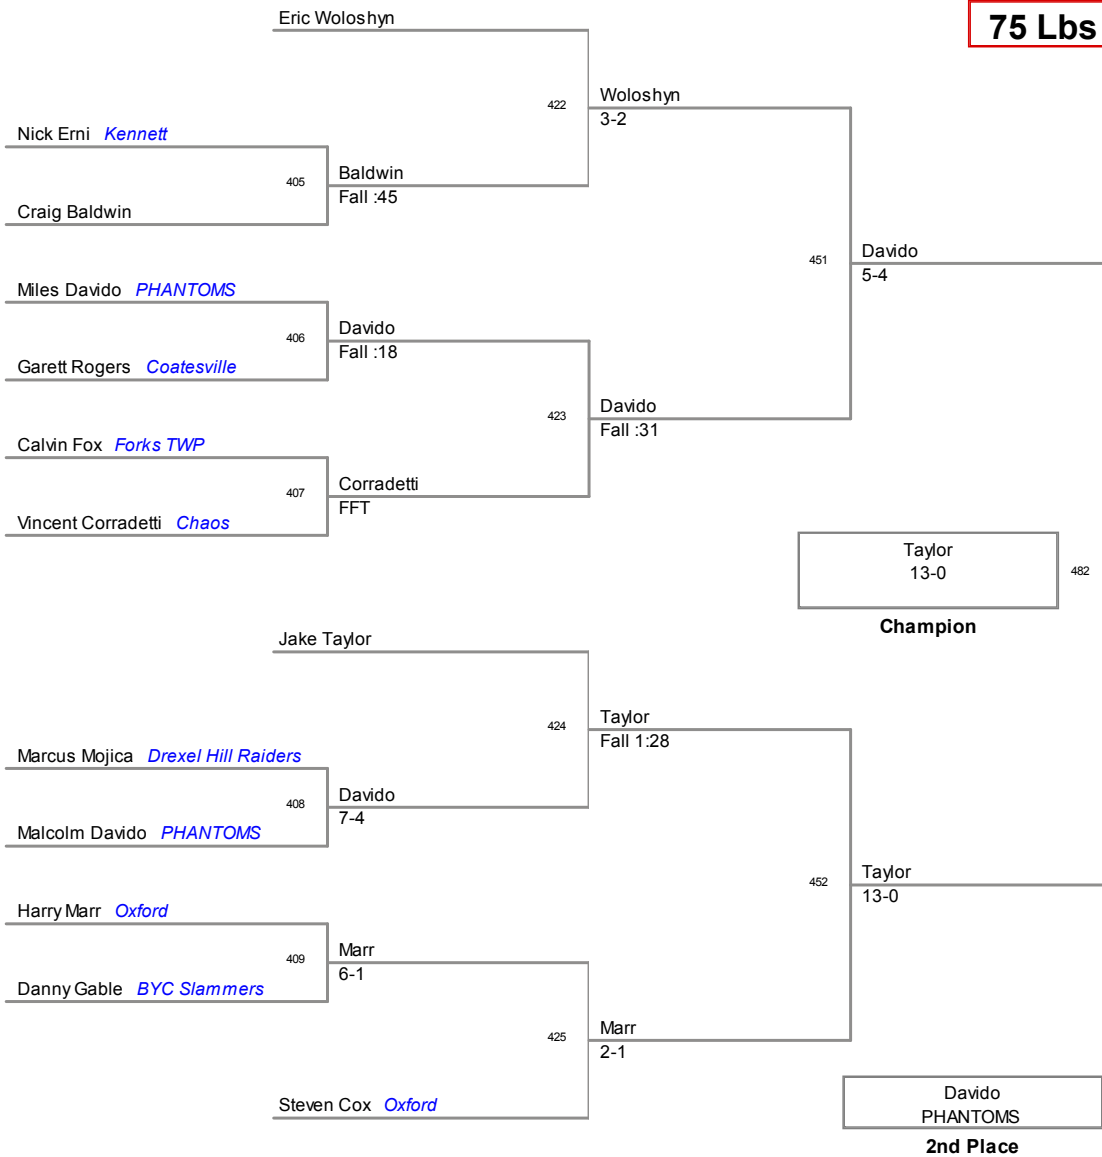 Eric Woloshyn
75 Lbs
422
Woloshyn
3-2
Nick Erni Kennett
405
Baldwin
Fall :45
Craig Baldwin
451
Davido
5-4
Miles Davido PHANTOMS
406
Davido
Fall :18
Garett Rogers Coatesville
423
Davido
Fall :31
Calvin Fox Forks TWP
407
Corradetti
FFT
Vincent Corradetti Chaos
Taylor
13-0
482
Champion
Jake Taylor
424
Taylor
Fall 1:28
Marcus Mojica Drexel Hill Raiders
408
Davido
7-4
Malcolm Davido PHANTOMS
452
Taylor
13-0
Harry Marr Oxford
409
Marr
6-1
Danny Gable BYC Slammers
425
Marr
2-1
Steven Cox Oxford
Davido
PHANTOMS
2nd Place